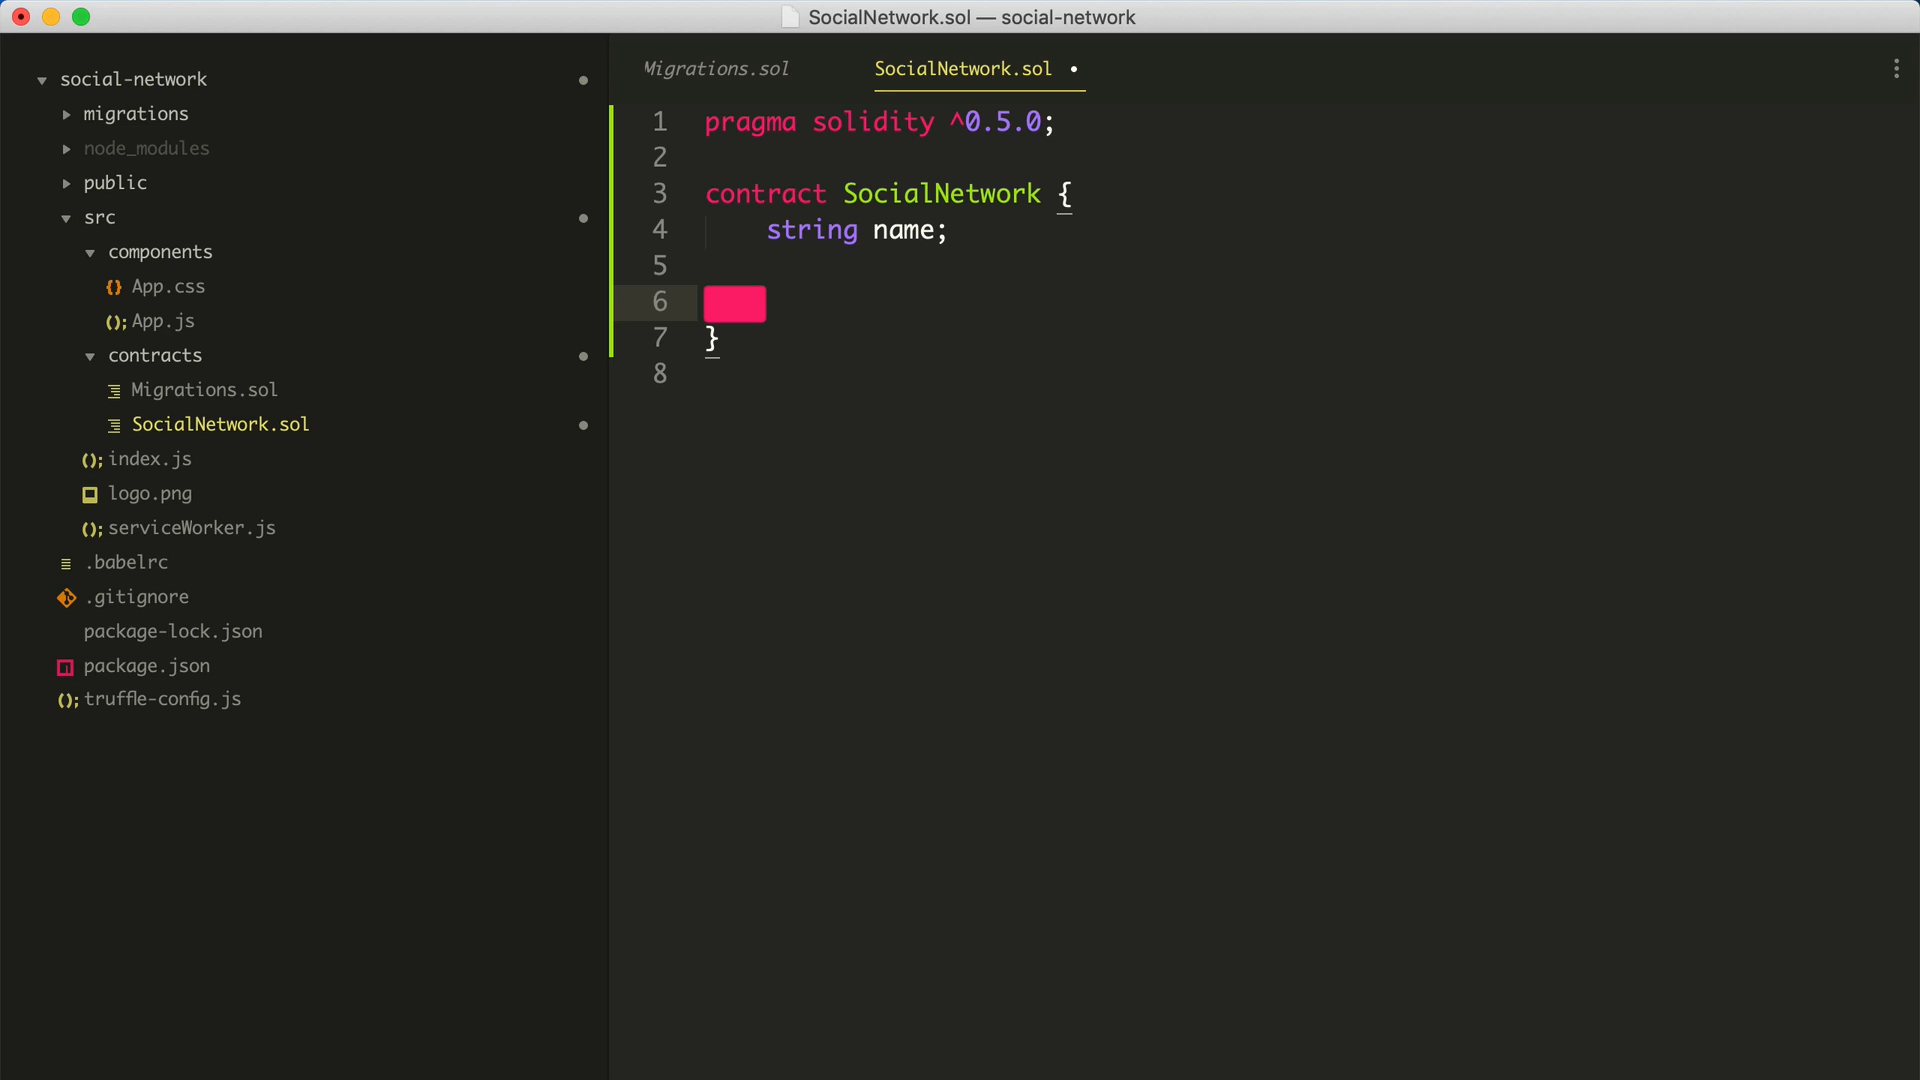 SocialNetwork.sol — social-network
social-network
migrations
node_modules
public
src
components
App.css
App.js
contracts
Migrations.sol
SocialNetwork.sol
index.js
logo.png
serviceWorker.js
.babelrc
.gitignore
package-lock.json
package.json
truffle-config.js
Migrations.sol SocialNetwork.sol •
1 pragma solidity ^0.5.0;
2
3 contract SocialNetwork {
4 string name;
5
6
7 }
8